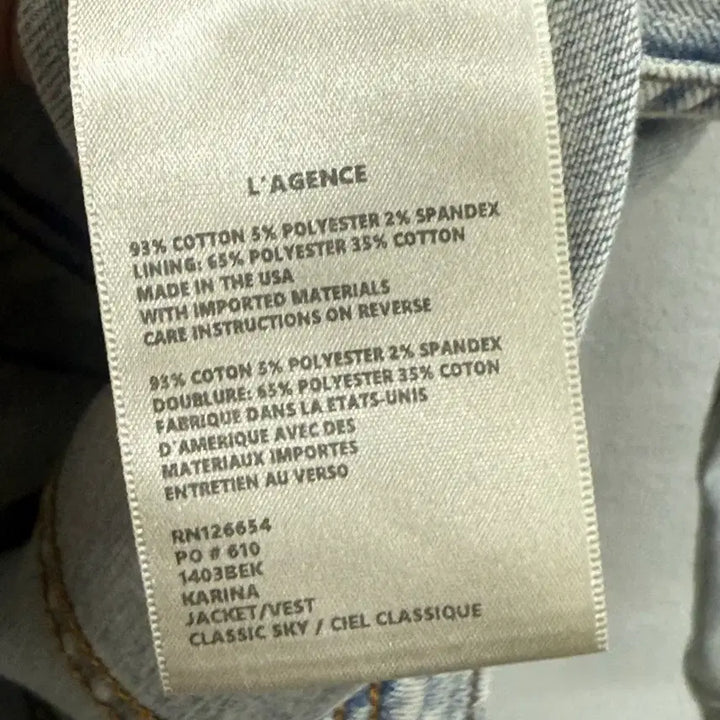 L'AGENCE
93% COTTON 5% POLYESTER 2% SPANDEX
LINING: 65% POLYESTER 35% COTTON
MADE IN THE USA
WITH IMPORTED MATERIALS
CARE INSTRUCTIONS ON REVERSE
93% COTON 5% POLYESTER 2% SPANDEX
DOUBLURE: 65% POLYESTER 35% COTON
FABRIQUE DANS LA ETATS-UNIS
D'AMERIQUE AVEC DES
MATERIAUX IMPORTES
ENTRETIEN AU VERSO
RN126654
PO # 610
1403BEK
KARINA
JACKET/VEST
CLASSIC SKY / CIEL CLASSIQUE